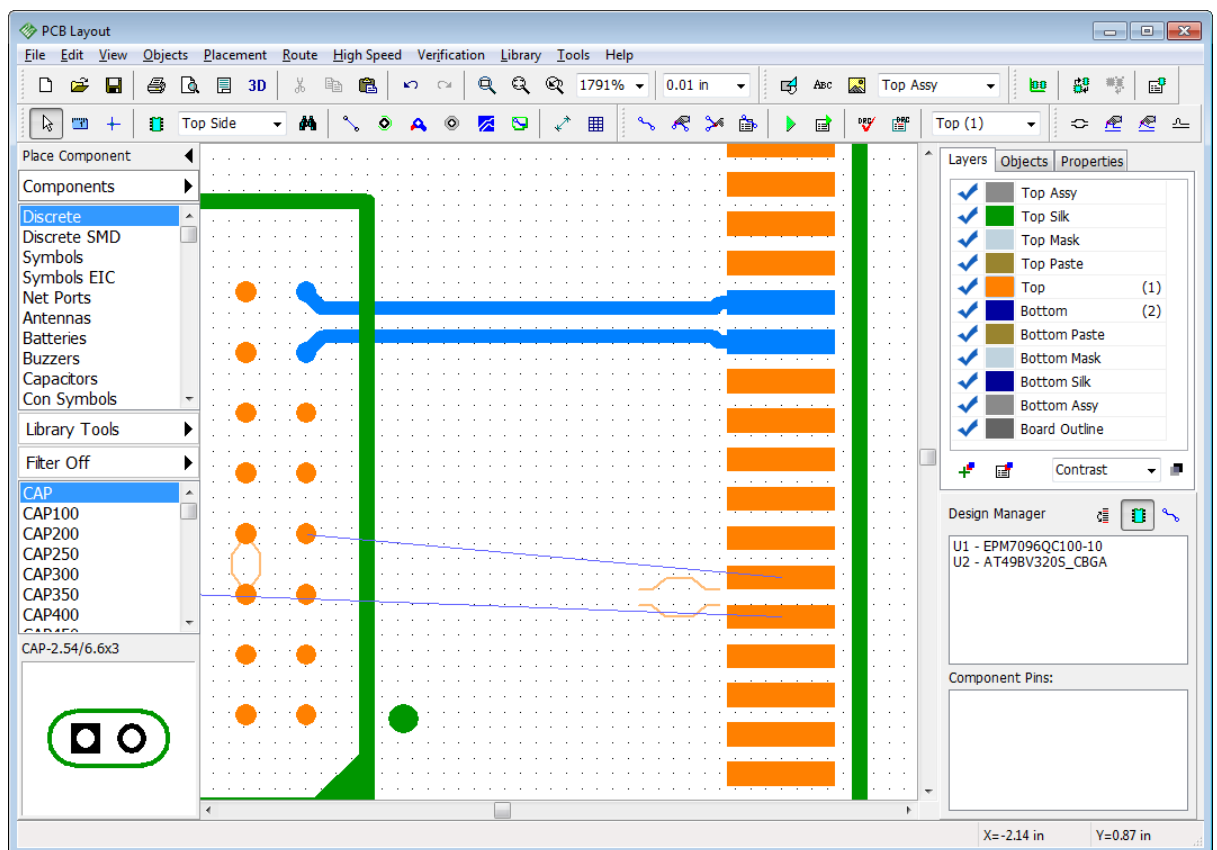 PCB Layout
File Edit View Objects Placement Route High Speed Verification Library Tools Help
3D 1791% 0.01 in ABC Top Assy
Top Side DRC DRC Top (1)
Place Component
Components
Discrete
Discrete SMD
Symbols
Symbols EIC
Net Ports
Antennas
Batteries
Buzzers
Capacitors
Con Symbols
Library Tools
Filter Off
CAP
CAP100
CAP200
CAP250
CAP300
CAP350
CAP400
CAP450
CAP-2.54/6.6x3
Layers Objects Properties
Top Assy
Top Silk
Top Mask
Top Paste
Top (1)
Bottom (2)
Bottom Paste
Bottom Mask
Bottom Silk
Bottom Assy
Board Outline
Contrast
Design Manager
U1 - EPM7096QC100-10
U2 - AT49BV320S_CBGA
Component Pins:
X=-2.14 in Y=0.87 in